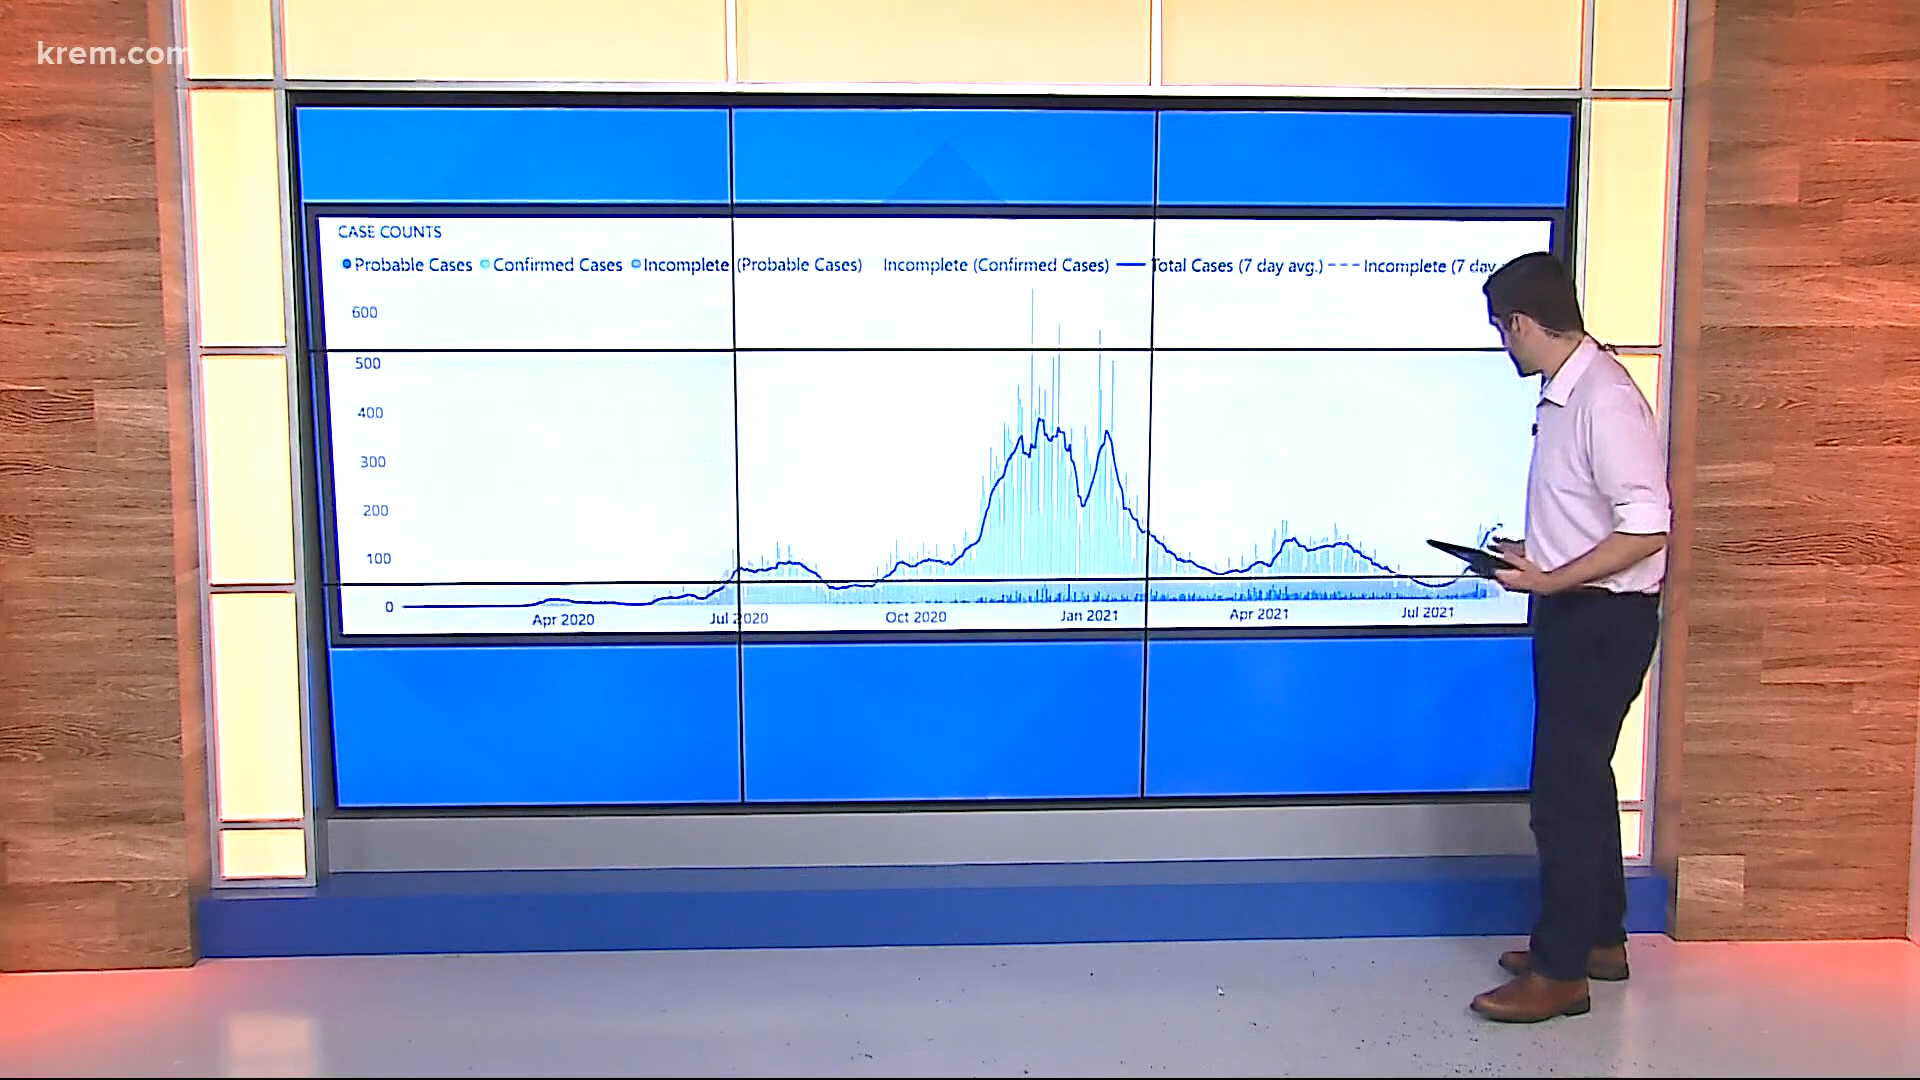 krem.com
CASE COUNTS
Probable Cases Confirmed Cases Incomplete (Probable Cases) Incomplete (Confirmed Cases) Total Cases (7 day avg.) Incomplete (7 day
600
500
400
300
200
100
0
Apr 2020 Jul 2020 Oct 2020 Jan 2021 Apr 2021 Jul 2021